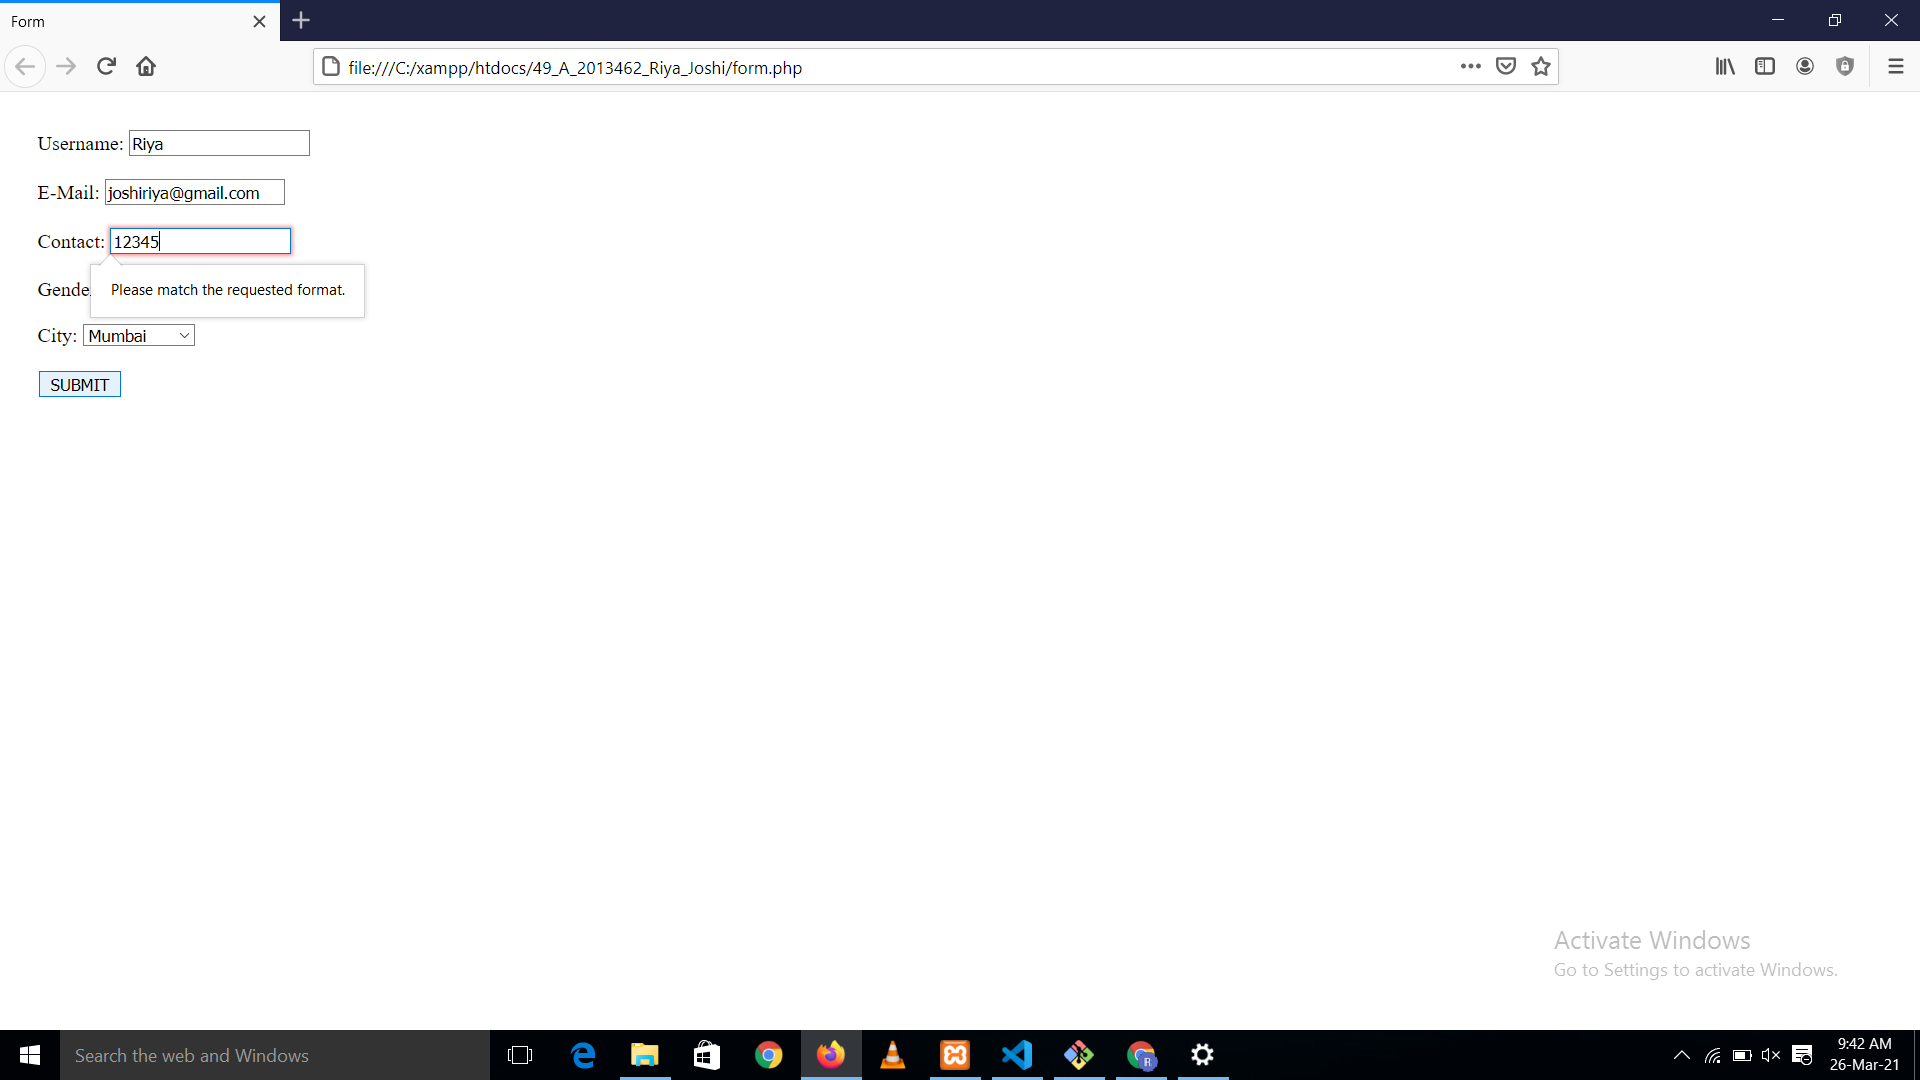 Form
file:///C:/xampp/htdocs/49_A_2013462_Riya_Joshi/form.php
Username: Riya
E-Mail: joshiriya@gmail.com
Contact: 12345
Gende
Please match the requested format.
City: Mumbai
SUBMIT
Activate Windows
Go to Settings to activate Windows.
Search the web and Windows
R
9:42 AM
26-Mar-21